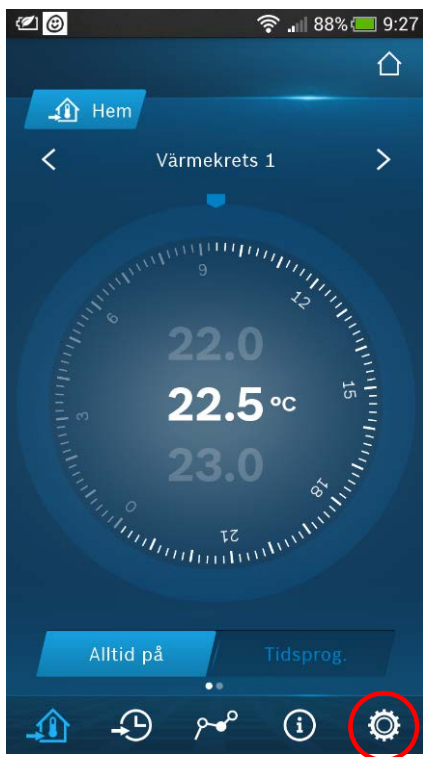 88% 9:27
Hem
Värmekrets 1
9
12
6
22.0
15
22.5 °C
3
23.0
18
0
21
Alltid på Tidsprog.